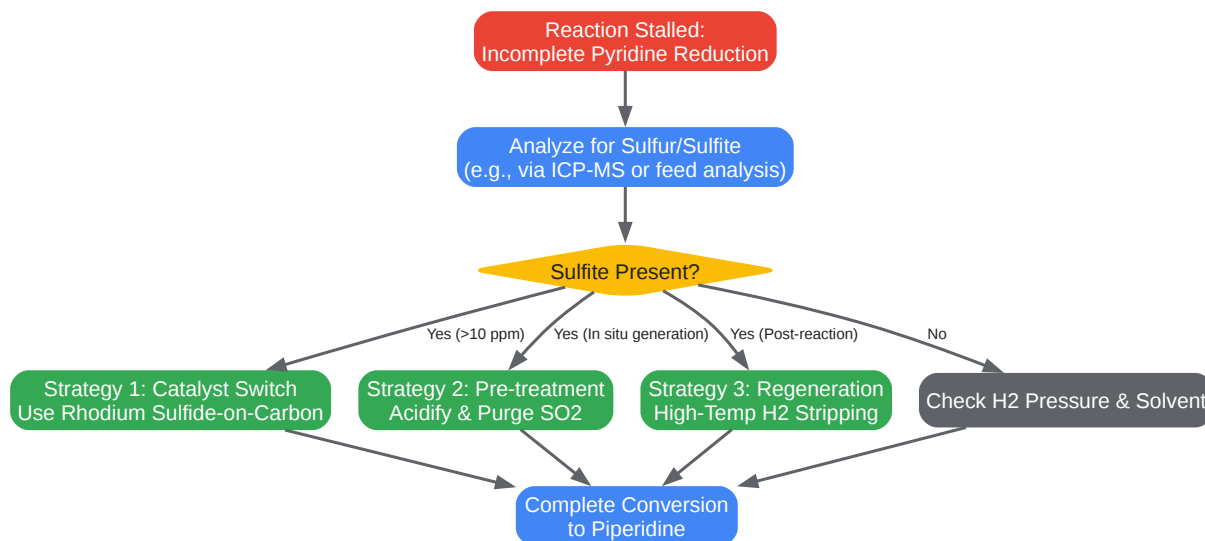 Reaction Stalled:
Incomplete Pyridine Reduction
Analyze for Sulfur/Sulfite
(e.g., via ICP-MS or feed analysis)
Sulfite Present?
Yes (>10 ppm)
Yes (In situ generation)
Yes (Post-reaction)
No
Strategy 1: Catalyst Switch
Use Rhodium Sulfide-on-Carbon
Strategy 2: Pre-treatment
Acidify & Purge SO2
Strategy 3: Regeneration
High-Temp H2 Stripping
Check H2 Pressure & Solvent
Complete Conversion
to Piperidine